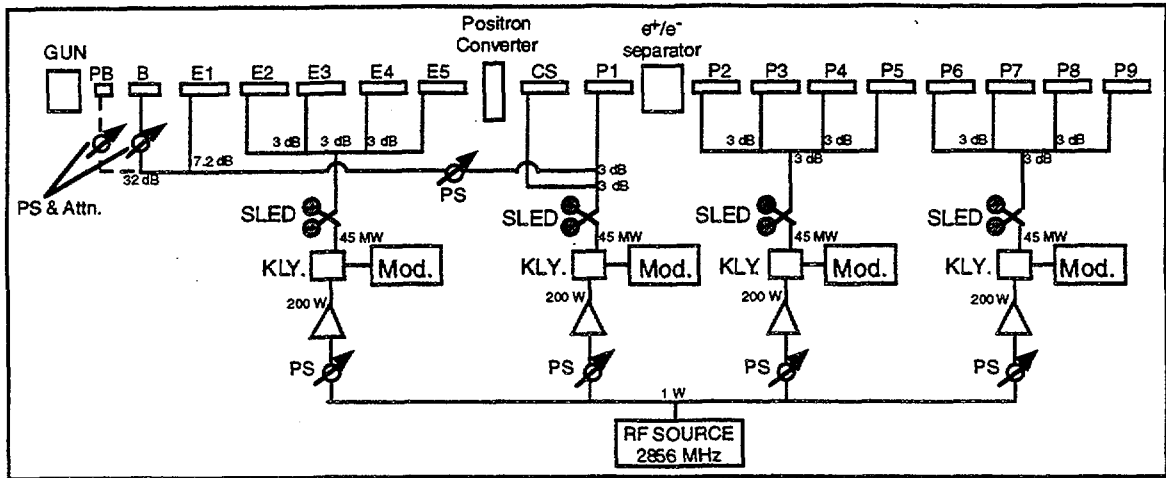 GUN
PB
B
E1
E2
E3
E4
E5
Positron
Converter
CS
P1
e+/e-
separator
P2
P3
P4
P5
P6
P7
P8
P9
3 dB
3 dB
3 dB
3 dB
3 dB
3 dB
3 dB
3 dB
7.2 dB
32 dB
3 dB
3 dB
3 dB
3 dB
PS & Attn.
PS
SLED
SLED
SLED
SLED
45 MW
45 MW
45 MW
45 MW
KLY.
Mod.
KLY.
Mod.
KLY.
Mod.
KLY.
Mod.
200 W
200 W
200 W
200 W
PS
PS
PS
PS
1 W
RF SOURCE
2856 MHz